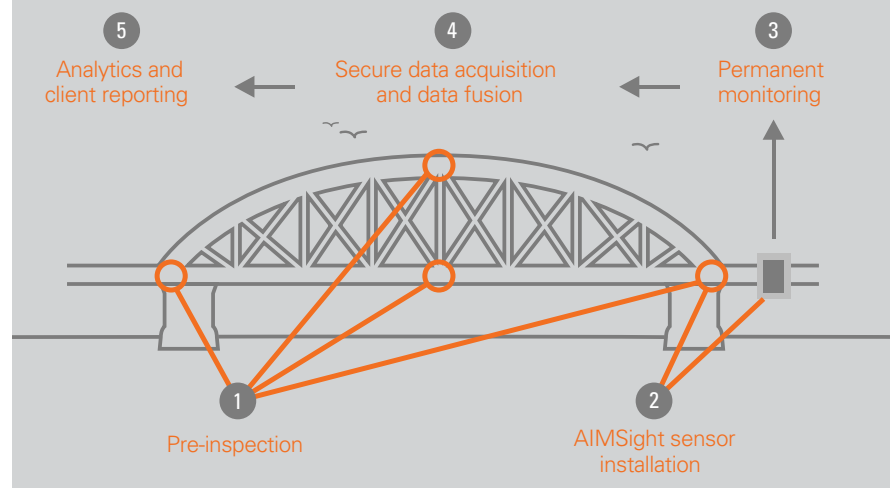 5
Analytics and
client reporting
4
Secure data acquisition
and data fusion
3
Permanent
monitoring
1
Pre-inspection
2
AIMSight sensor
installation